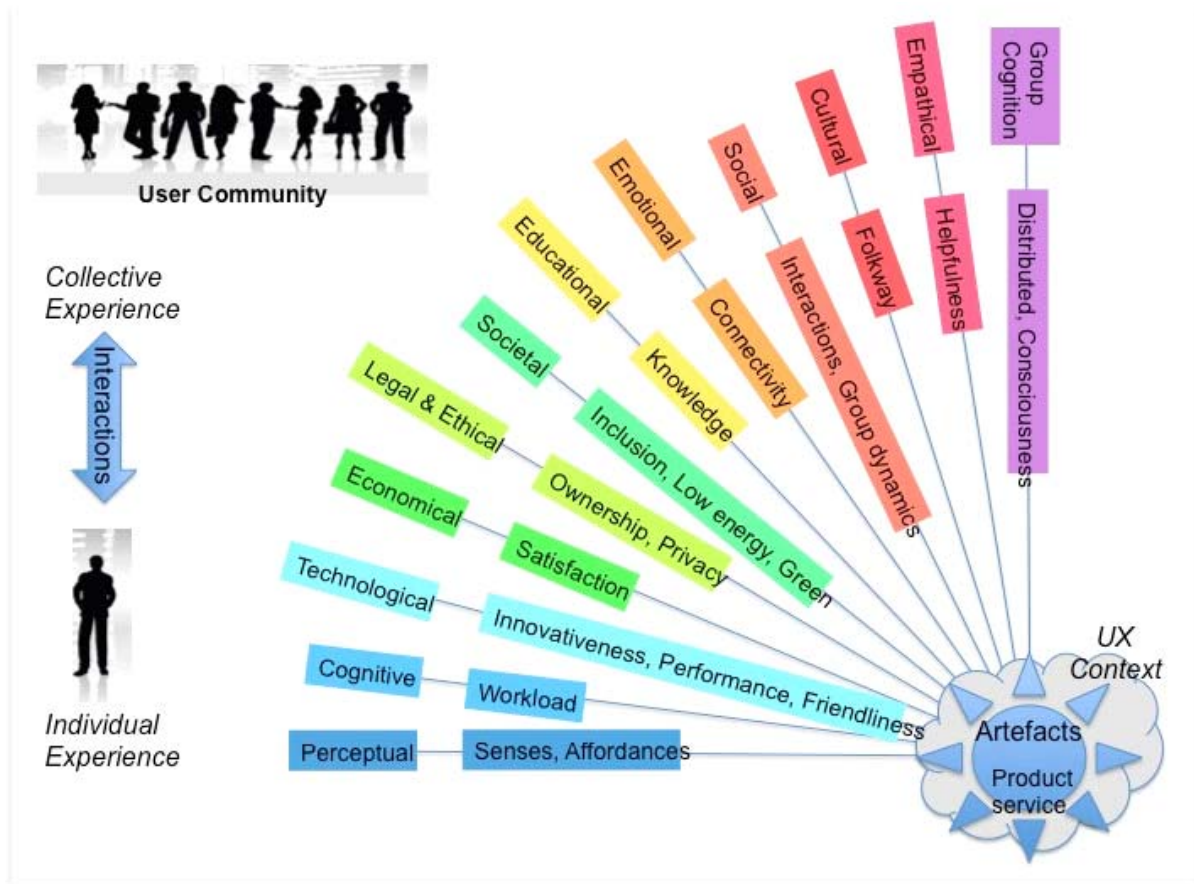 User Community
Collective
Experience
Interactions
Individual
Experience
Group
Cognition
Distributed, Consciousness
Empathical
Helpfulness
Cultural
Folkway
Social
Interactions, Group dynamics
Emotional
Connectivity
Educational
Knowledge
Societal
Inclusion, Low energy, Green
Legal & Ethical
Ownership, Privacy
Economical
Satisfaction
Technological
Innovativeness, Performance, Friendliness
Cognitive
Workload
Perceptual
Senses, Affordances
UX
Context
Artefacts
Product
service